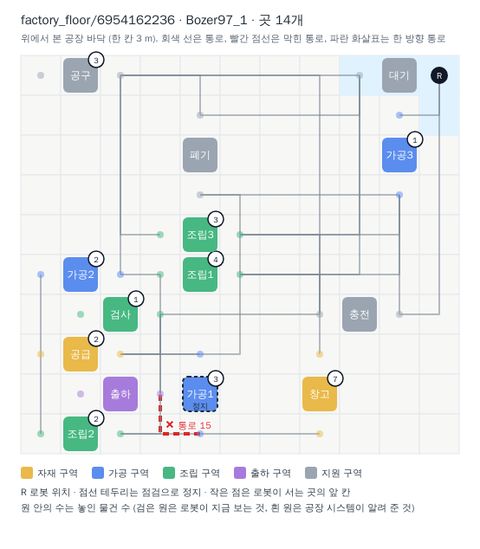 factory_floor/6954162236 · Bozer97_1 · 곳 14개
위에서 본 공장 바닥 (한 칸 3 m). 회색 선은 통로, 빨간 점선은 막힌 통로, 파란 화살표는 한 방향 통로
공구 3
대기
R
가공3 1
폐기
조립3 3
가공2 2
조립1 4
검사 1
충전
공급 2
출하
가공1 3
정지
창고 7
× 통로 15
조립2 2
자재 구역 가공 구역 조립 구역 출하 구역 지원 구역
R 로봇 위치 · 점선 테두리는 점검으로 정지 · 작은 점은 로봇이 서는 곳의 앞 칸
원 안의 수는 놓인 물건 수 (검은 원은 로봇이 지금 보는 것, 흰 원은 공장 시스템이 알려 준 것)